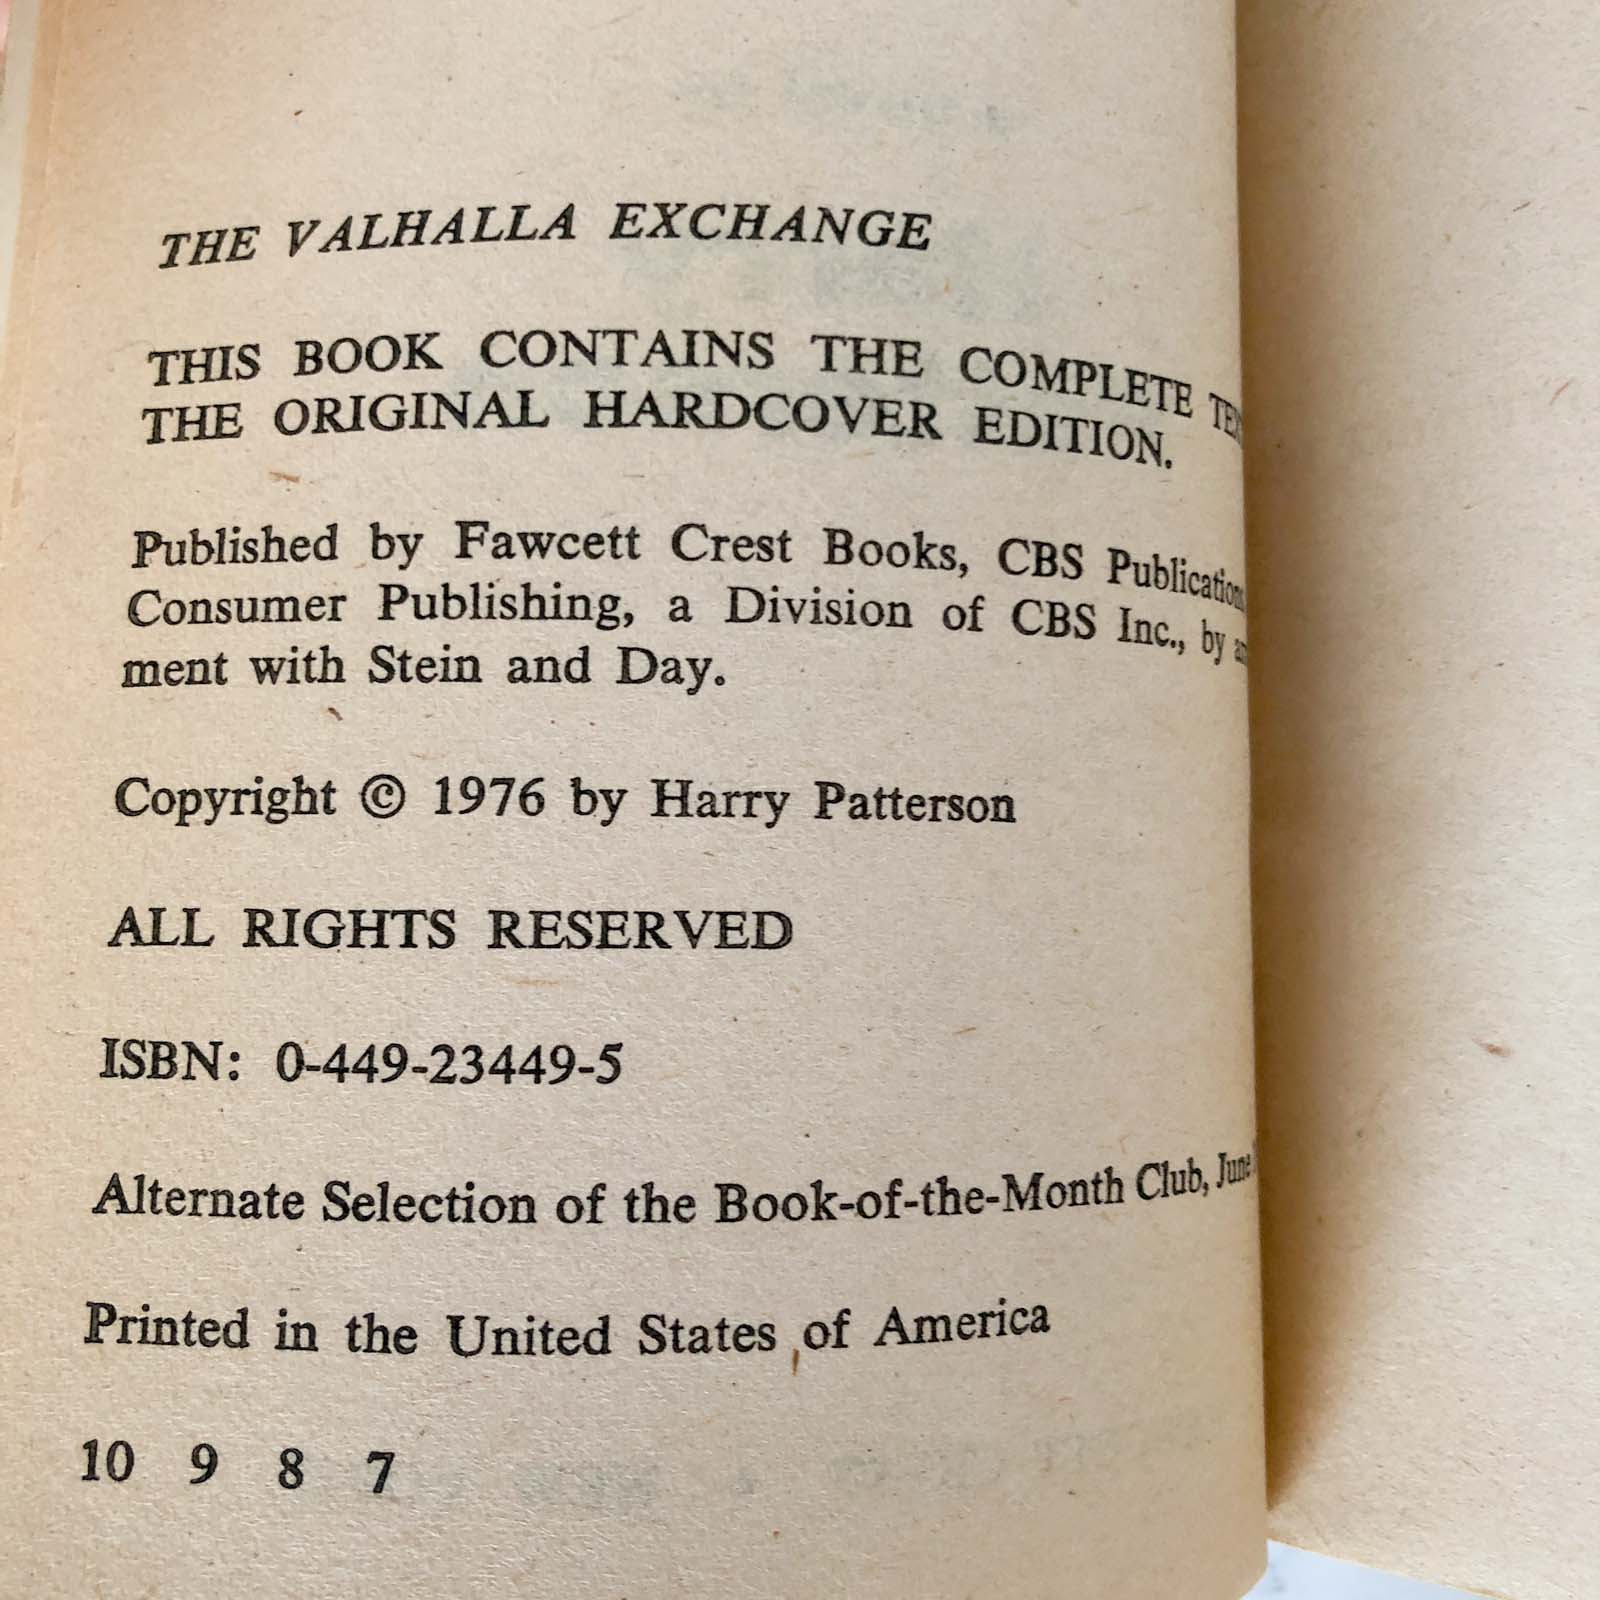 THE VALHALLA EXCHANGE
THIS BOOK CONTAINS THE COMPLETE
THE ORIGINAL HARDCOVER EDITION.
Published by Fawcett Crest Books, CBS Publications,
Consumer Publishing, a Division of CBS Inc., by
ment with Stein and Day.
Copyright © 1976 by Harry Patterson
ALL RIGHTS RESERVED
ISBN: 0-449-23449-5
Alternate Selection of the Book-of-the-Month Club, June
Printed in the United States of America
10 9 8 7